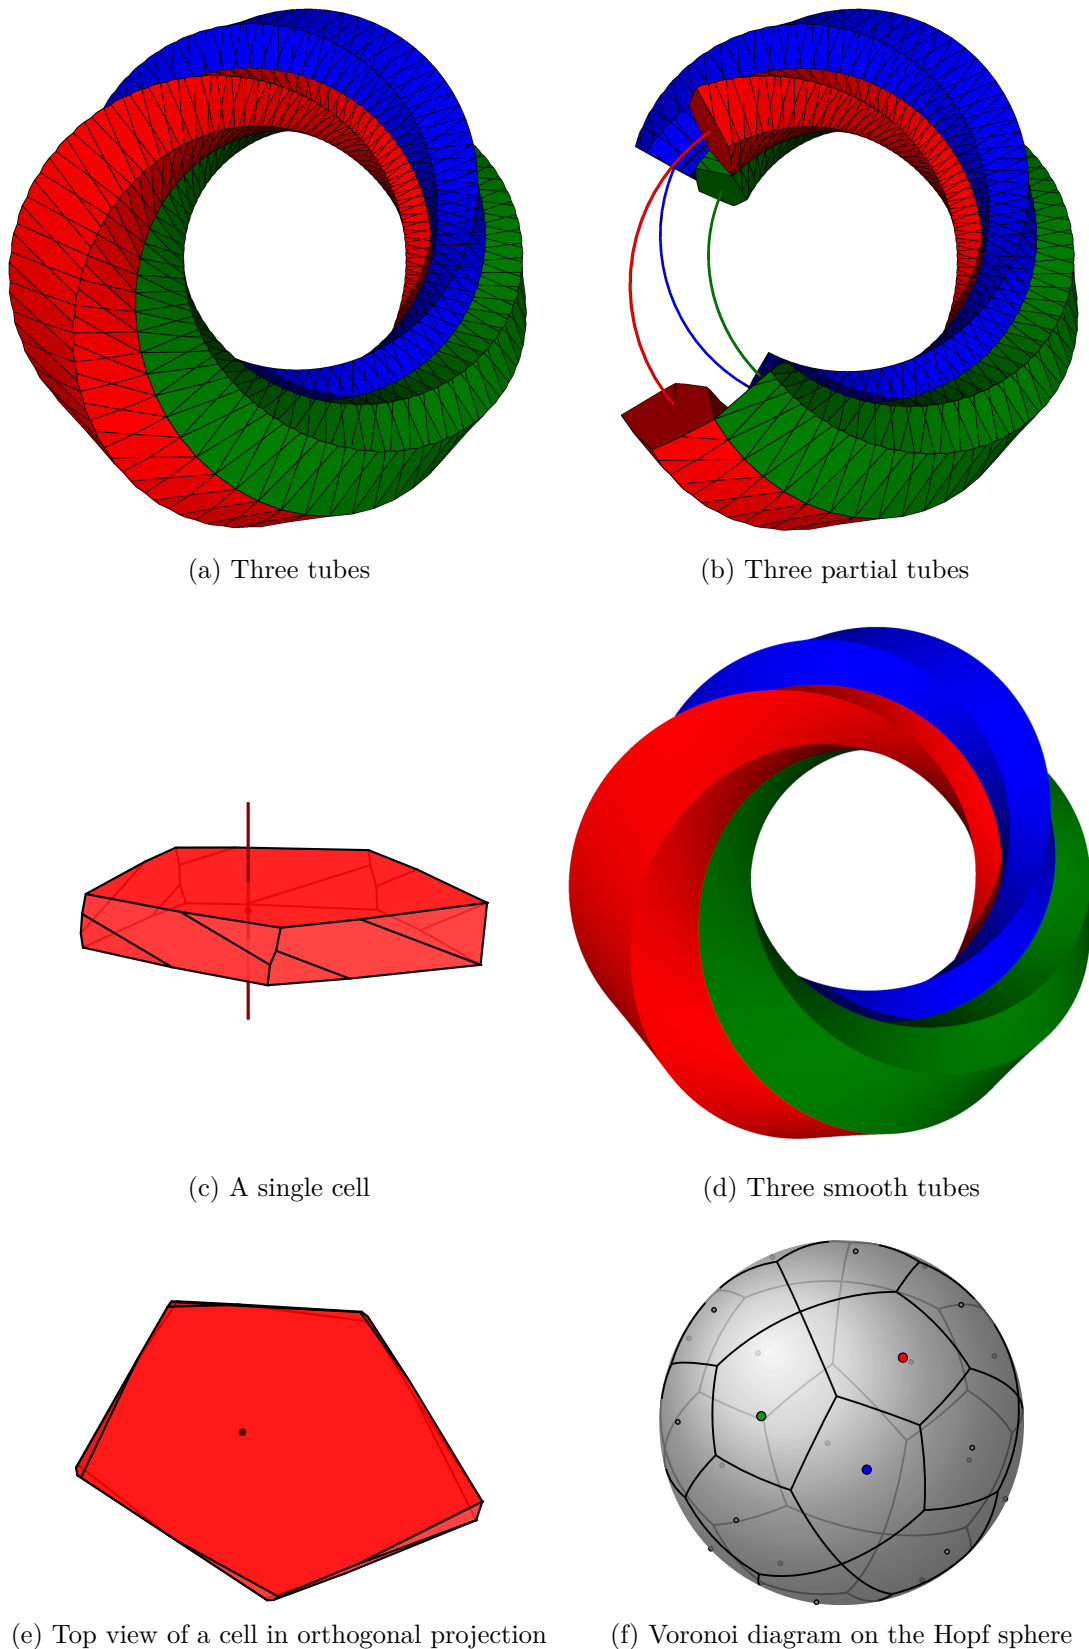 (a) Three tubes
(b) Three partial tubes
(c) A single cell
(d) Three smooth tubes
(e) Top view of a cell in orthogonal projection
(f) Voronoi diagram on the Hopf sphere